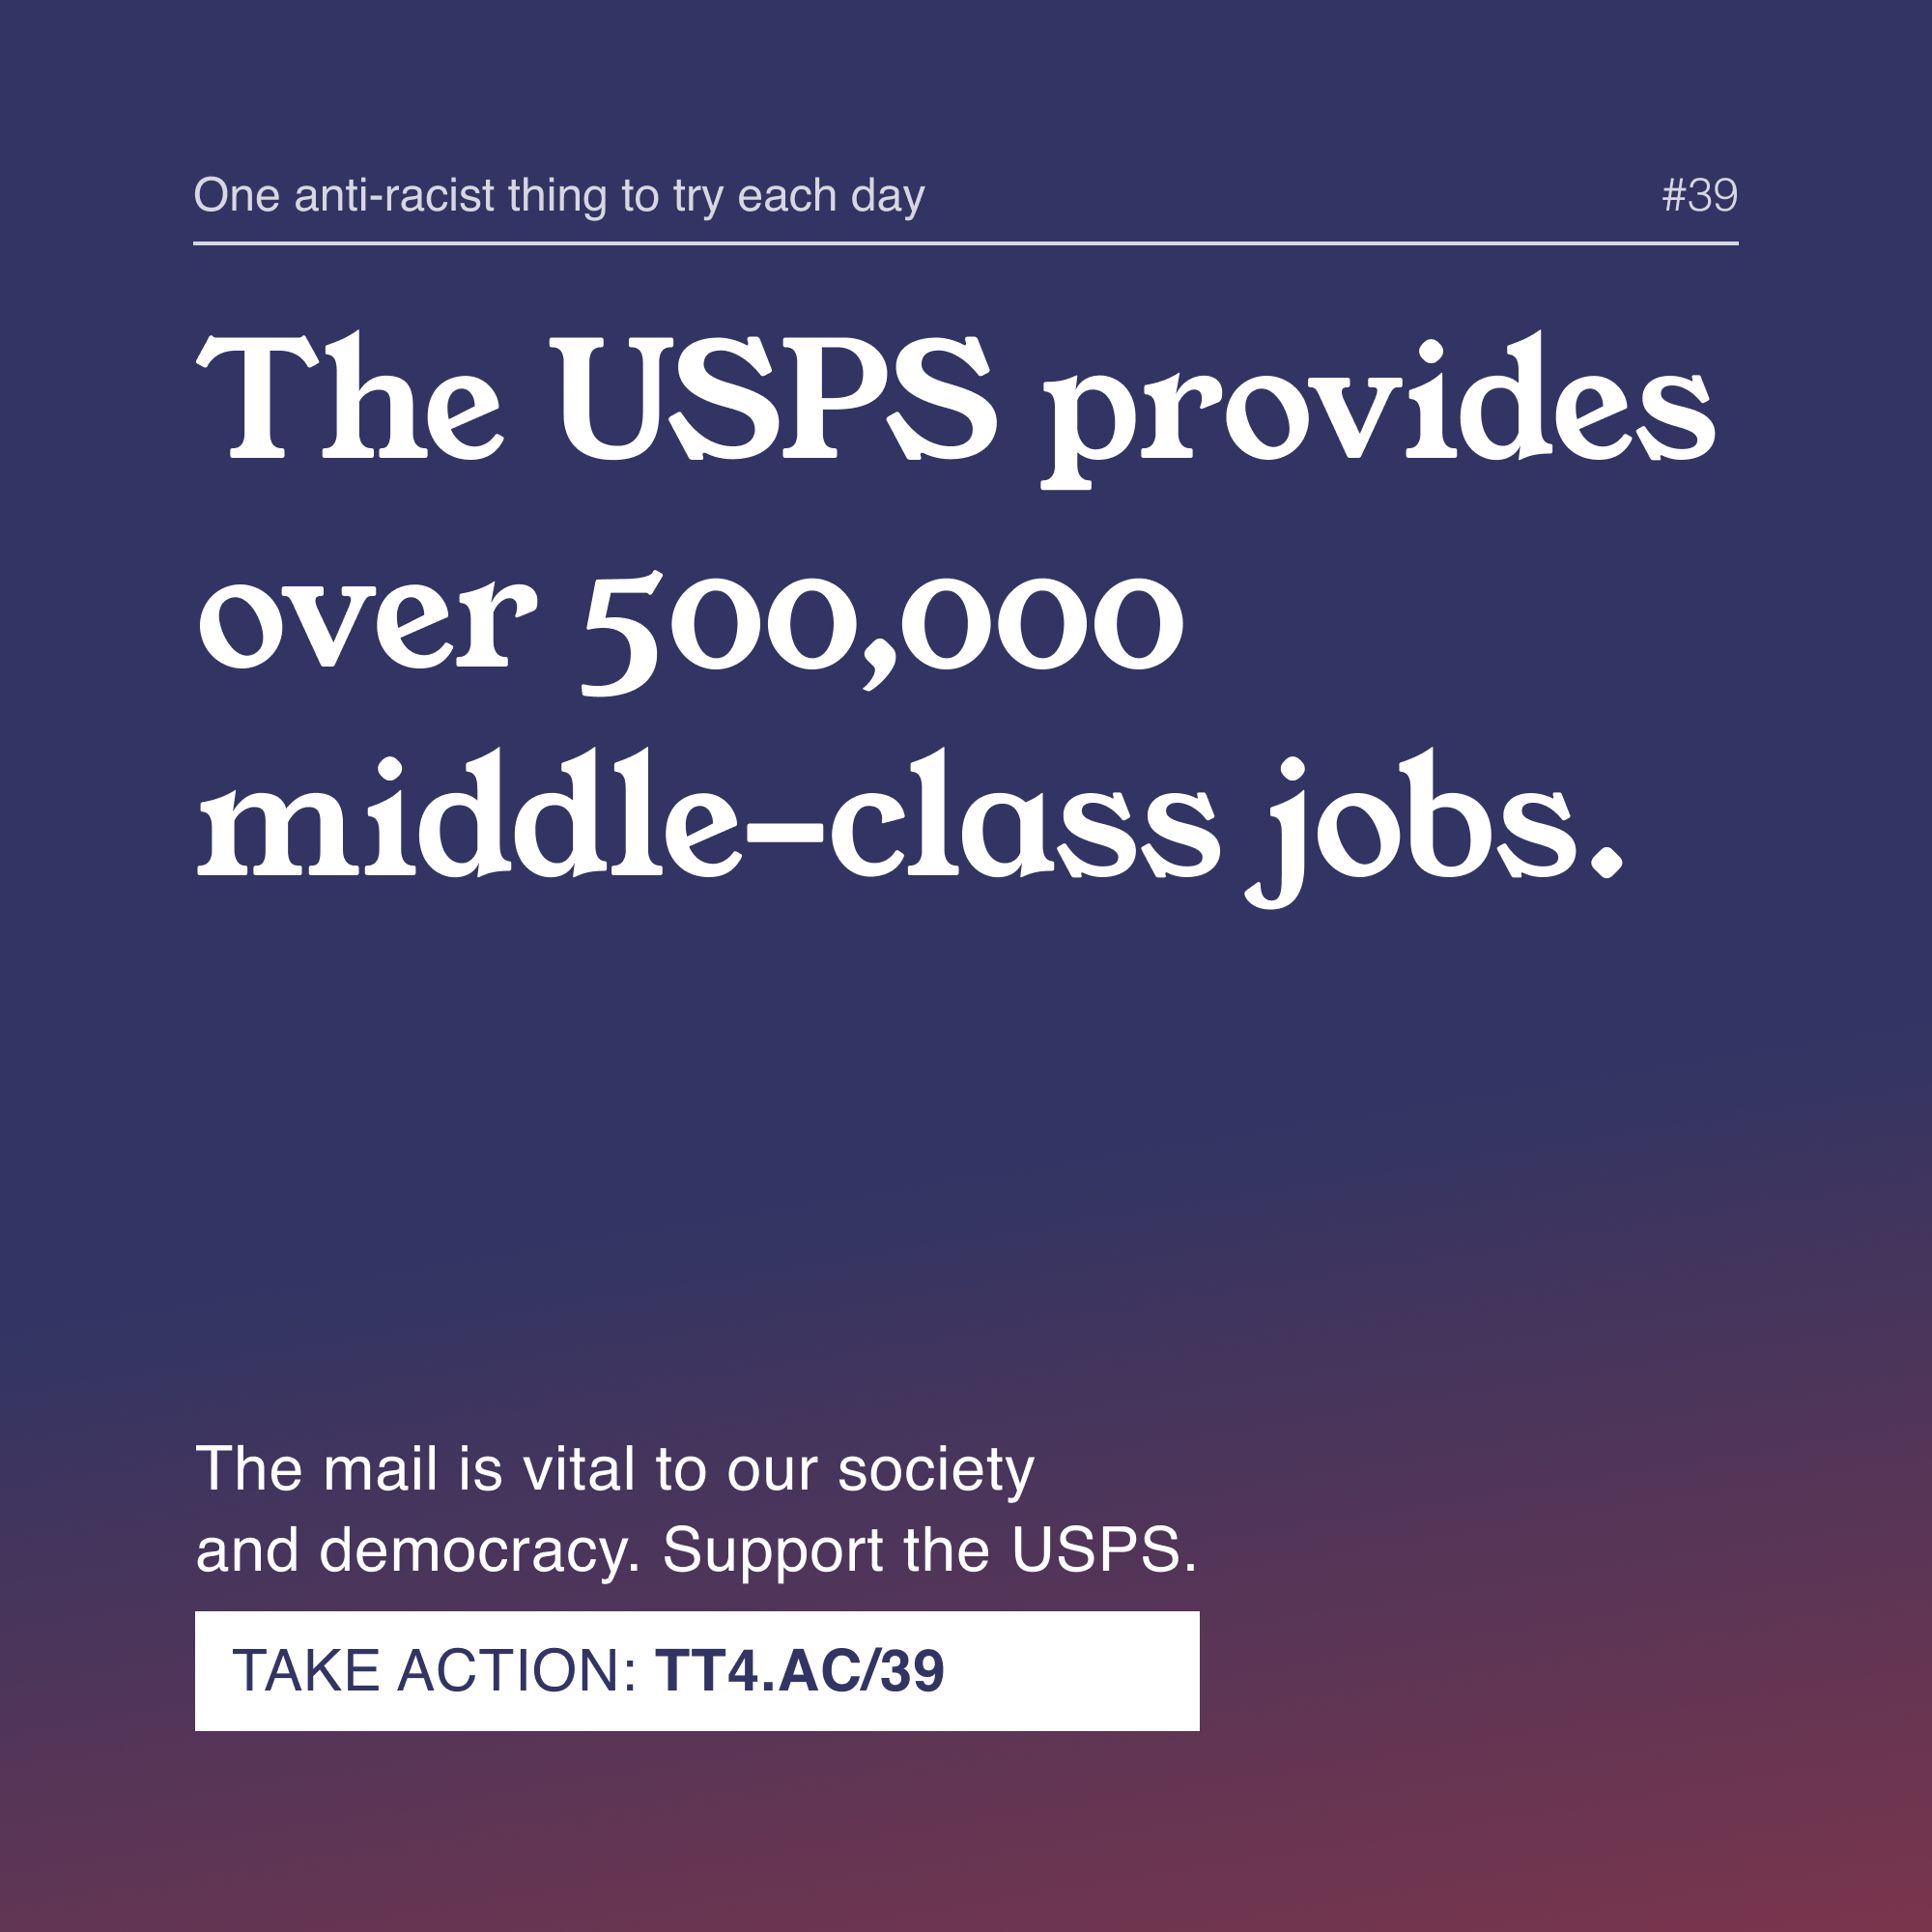 One anti-racist thing to try each day #39
The USPS provides
over 500,000
middle-class jobs.
The mail is vital to our society
and democracy. Support the USPS.
TAKE ACTION: TT4.AC/39